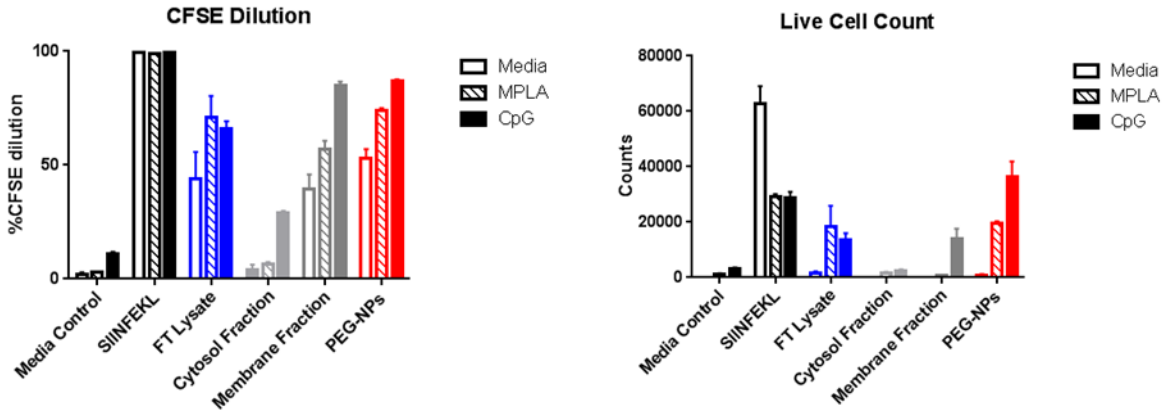 CFSE Dilution
%CFSE dilution
100
50
0
Media Control
SIINFEKL
FT Lysate
Cytosol Fraction
Membrane Fraction
PEG-NPs
Media
MPLA
CpG
Live Cell Count
Counts
80000
60000
40000
20000
0
Media Control
SIINFEKL
FT Lysate
Cytosol Fraction
Membrane Fraction
PEG-NPs
Media
MPLA
CpG